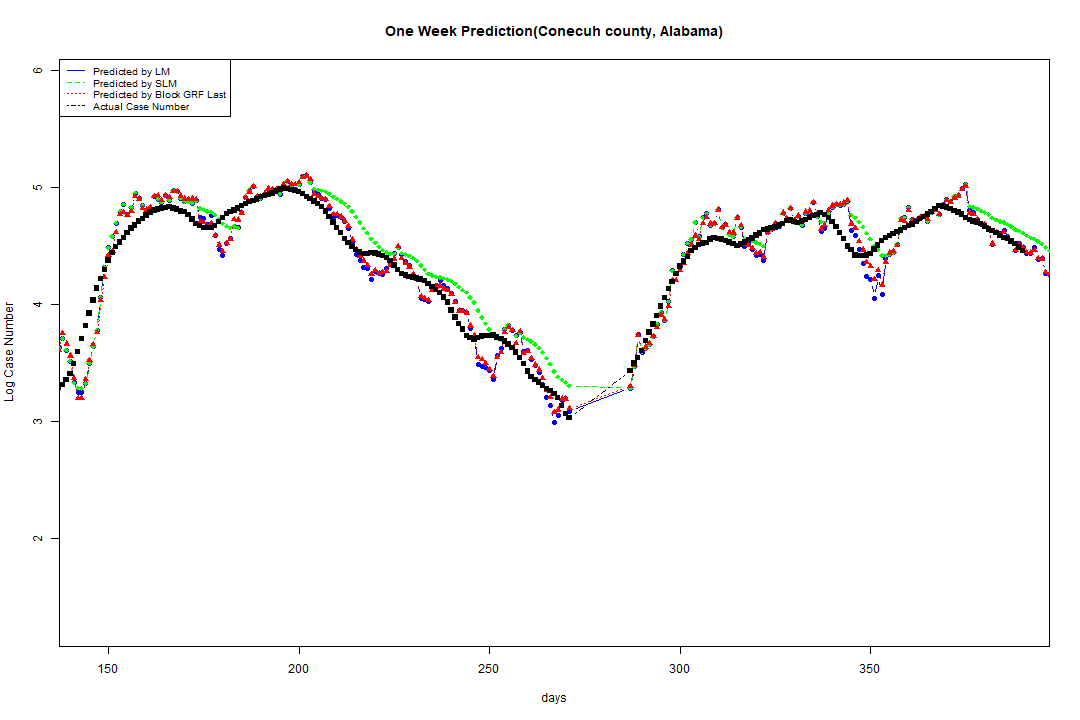 One Week Prediction(Conecuh county, Alabama)
6
5
4
3
2
Log Case Number
Predicted by LM
Predicted by SLM
Predicted by Block GRF Last
Actual Case Number
150
200
250
300
350
days